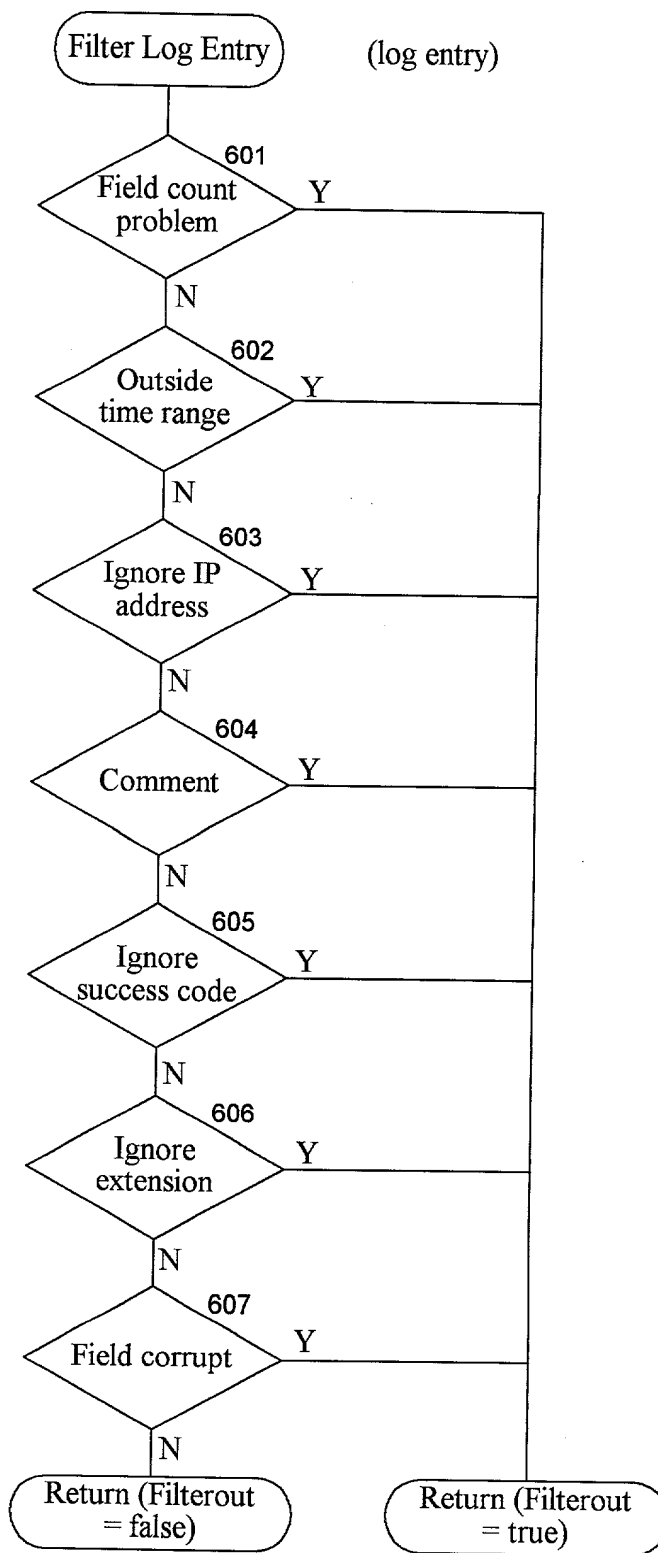 Filter Log Entry
(log entry)
601
Field count
problem
Y
N
602
Outside
time range
Y
N
603
Ignore IP
address
Y
N
604
Comment
Y
N
605
Ignore
success code
Y
N
606
Ignore
extension
Y
N
607
Field corrupt
Y
N
Return (Filterout
= false)
Return (Filterout
= true)